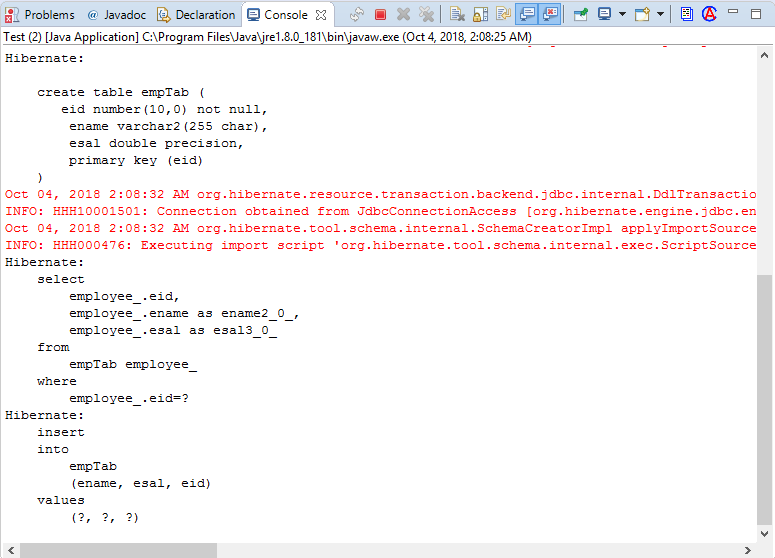 Problems @ Javadoc Declaration Console
Test (2) [Java Application] C:\Program Files\Java\jre1.8.0_181\bin\javaw.exe (Oct 4, 2018, 2:08:25 AM)
Hibernate:
create table empTab (
eid number(10,0) not null,
ename varchar2(255 char),
esal double precision,
primary key (eid)
)
Oct 04, 2018 2:08:32 AM org.hibernate.resource.transaction.backend.jdbc.internal.DdlTransactio
INFO: HHH10001501: Connection obtained from JdbcConnectionAccess [org.hibernate.engine.jdbc.en
Oct 04, 2018 2:08:32 AM org.hibernate.tool.schema.internal.SchemaCreatorImpl applyImportSource
INFO: HHH000476: Executing import script 'org.hibernate.tool.schema.internal.exec.ScriptSource
Hibernate:
select
employee_.eid,
employee_.ename as ename2_0_,
employee_.esal as esal3_0_
from
empTab employee_
where
employee_.eid=?
Hibernate:
insert
into
empTab
(ename, esal, eid)
values
(?, ?, ?)